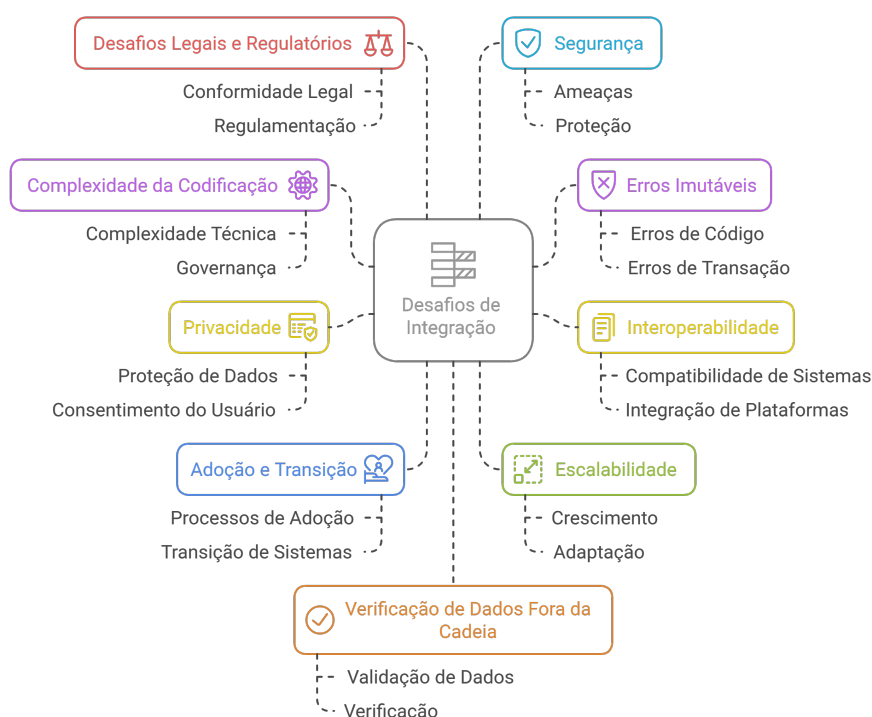 Desafios Legais e Regulatórios
Conformidade Legal
Regulamentação
Segurança
Ameaças
Proteção
Complexidade da Codificação
Complexidade Técnica
Governança
Erros Imutáveis
Erros de Código
Erros de Transação
Desafios de
Integração
Privacidade
Proteção de Dados
Consentimento do Usuário
Interoperabilidade
Compatibilidade de Sistemas
Integração de Plataformas
Adoção e Transição
Processos de Adoção
Transição de Sistemas
Escalabilidade
Crescimento
Adaptação
Verificação de Dados Fora da
Cadeia
Validação de Dados
Verificação